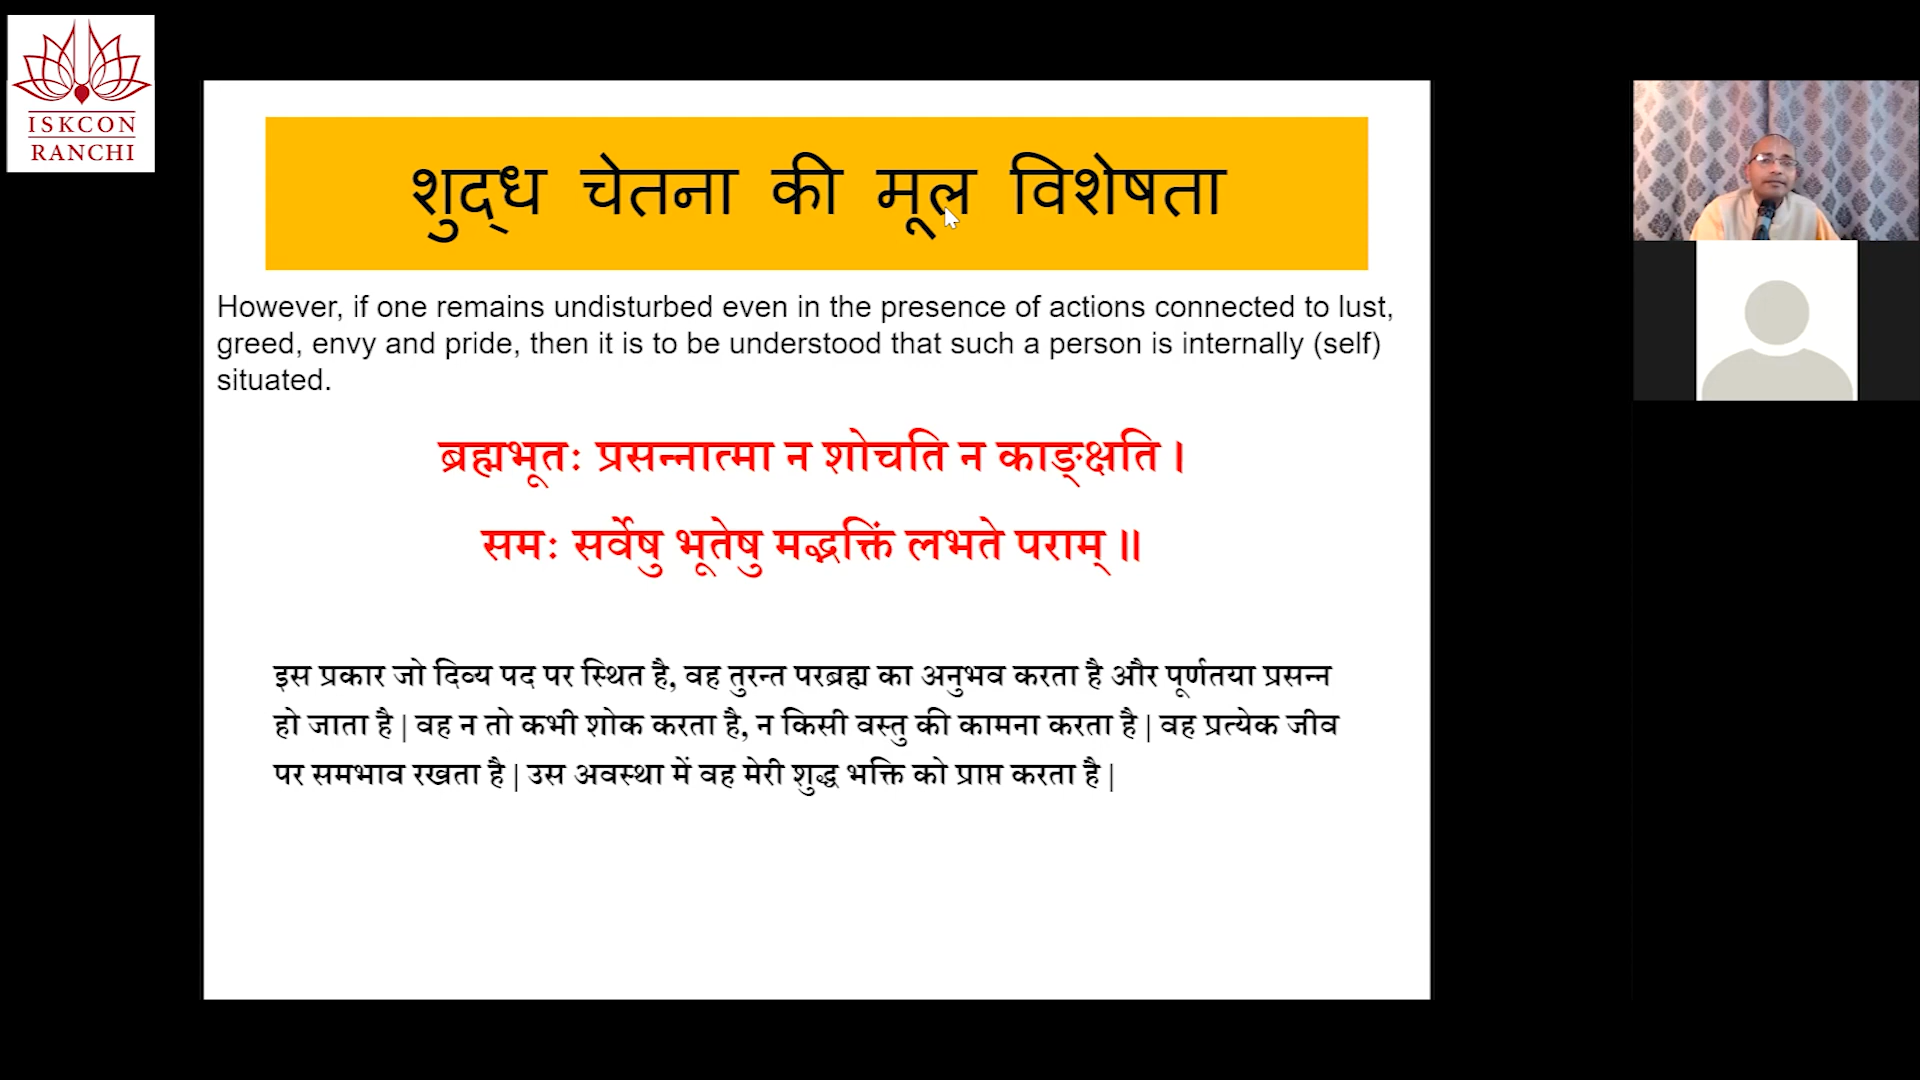 ISKCON
RANCHI
शुद्ध चेतना की मूल विशेषता
However, if one remains undisturbed even in the presence of actions connected to lust,
greed, envy and pride, then it is to be understood that such a person is internally (self)
situated.
ब्रह्मभूतः प्रसन्नात्मा न शोचति न काङ्क्षति।
समः सर्वेषु भूतेषु मद्भक्तिं लभते पराम्॥
इस प्रकार जो दिव्य पद पर स्थित है, वह तुरन्त परब्रह्म का अनुभव करता है और पूर्णतया प्रसन्न
हो जाता है| वह न तो कभी शोक करता है, न किसी वस्तु की कामना करता है| वह प्रत्येक जीव
पर समभाव रखता है| उस अवस्था में वह मेरी शुद्ध भक्ति को प्राप्त करता है|